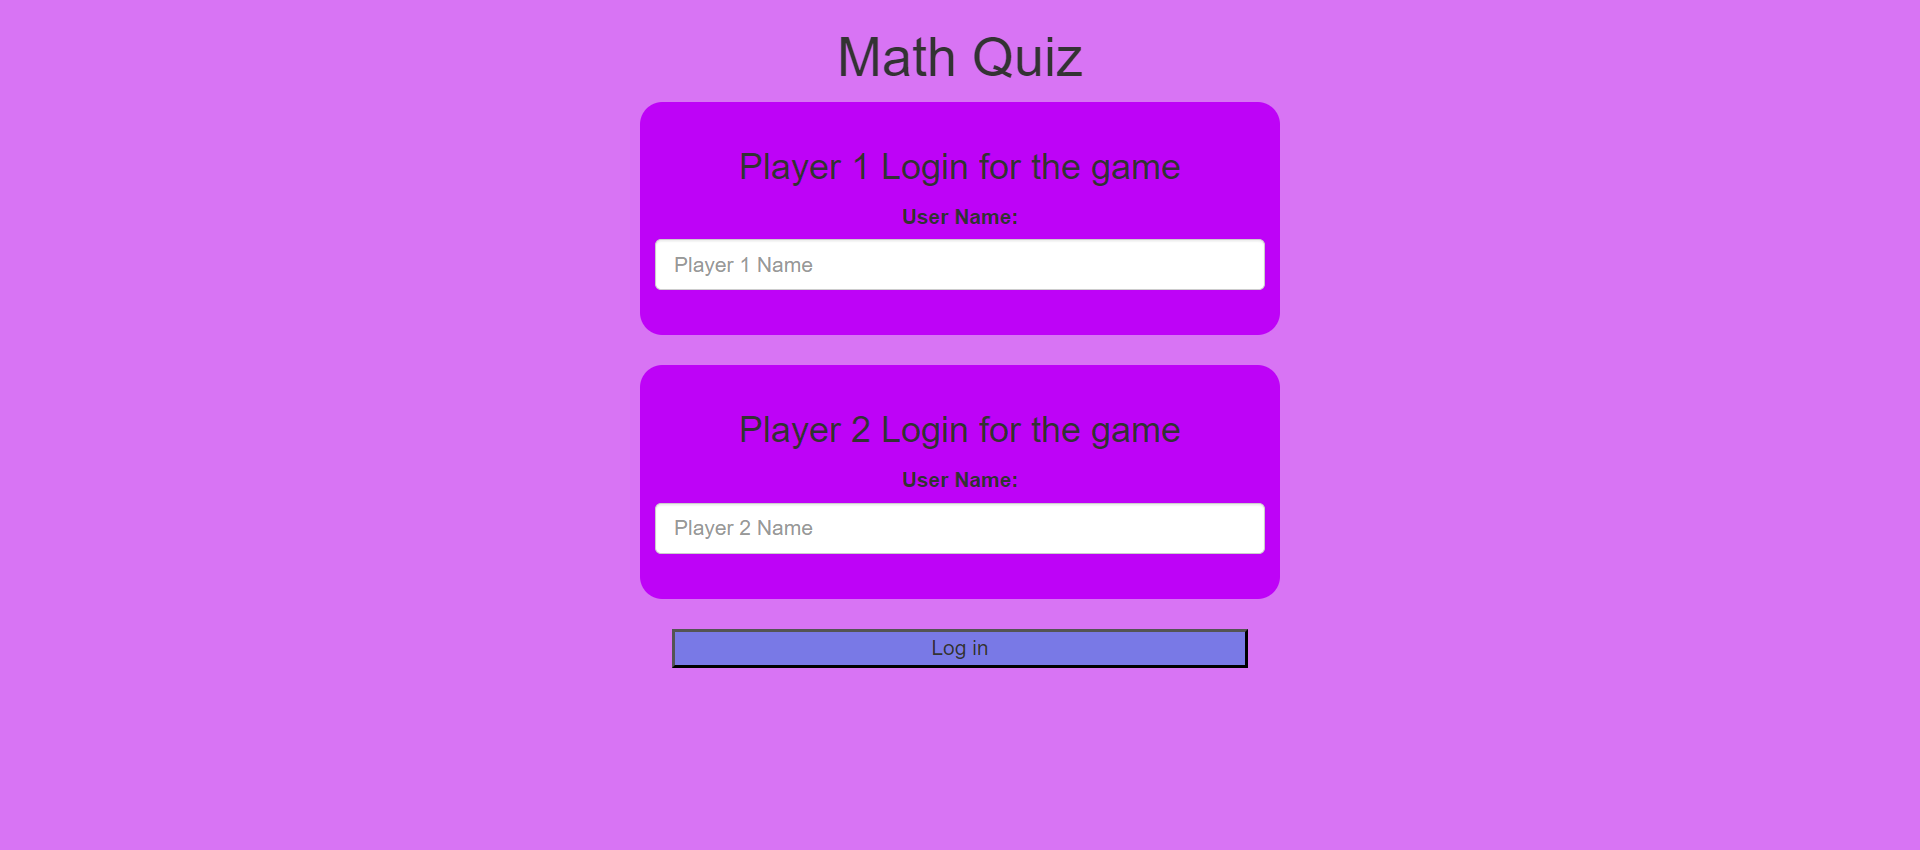 Math Quiz
Player 1 Login for the game
User Name:
Player 1 Name
Player 2 Login for the game
User Name:
Player 2 Name
Log in